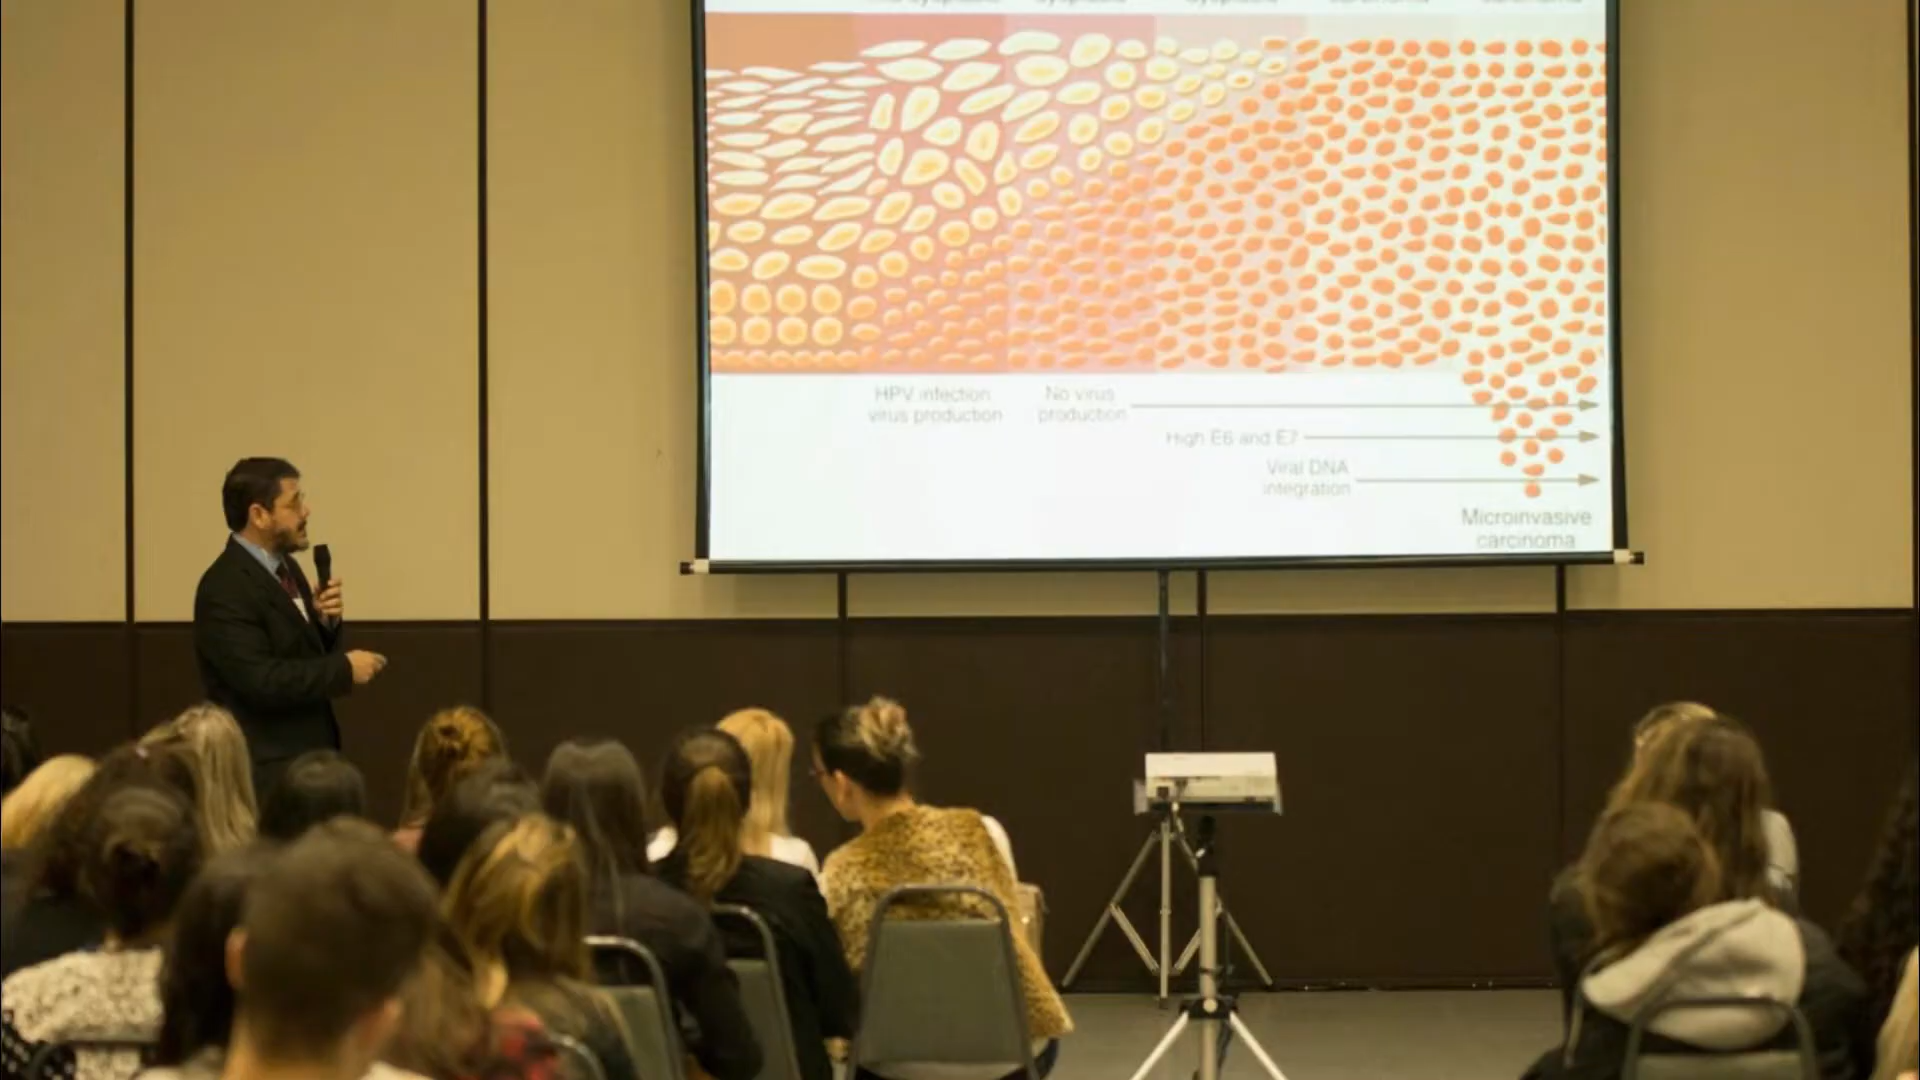 HPV infection
virus production
No virus
production
High E6 and E7
Viral DNA
integration
Microinvasive
carcinoma